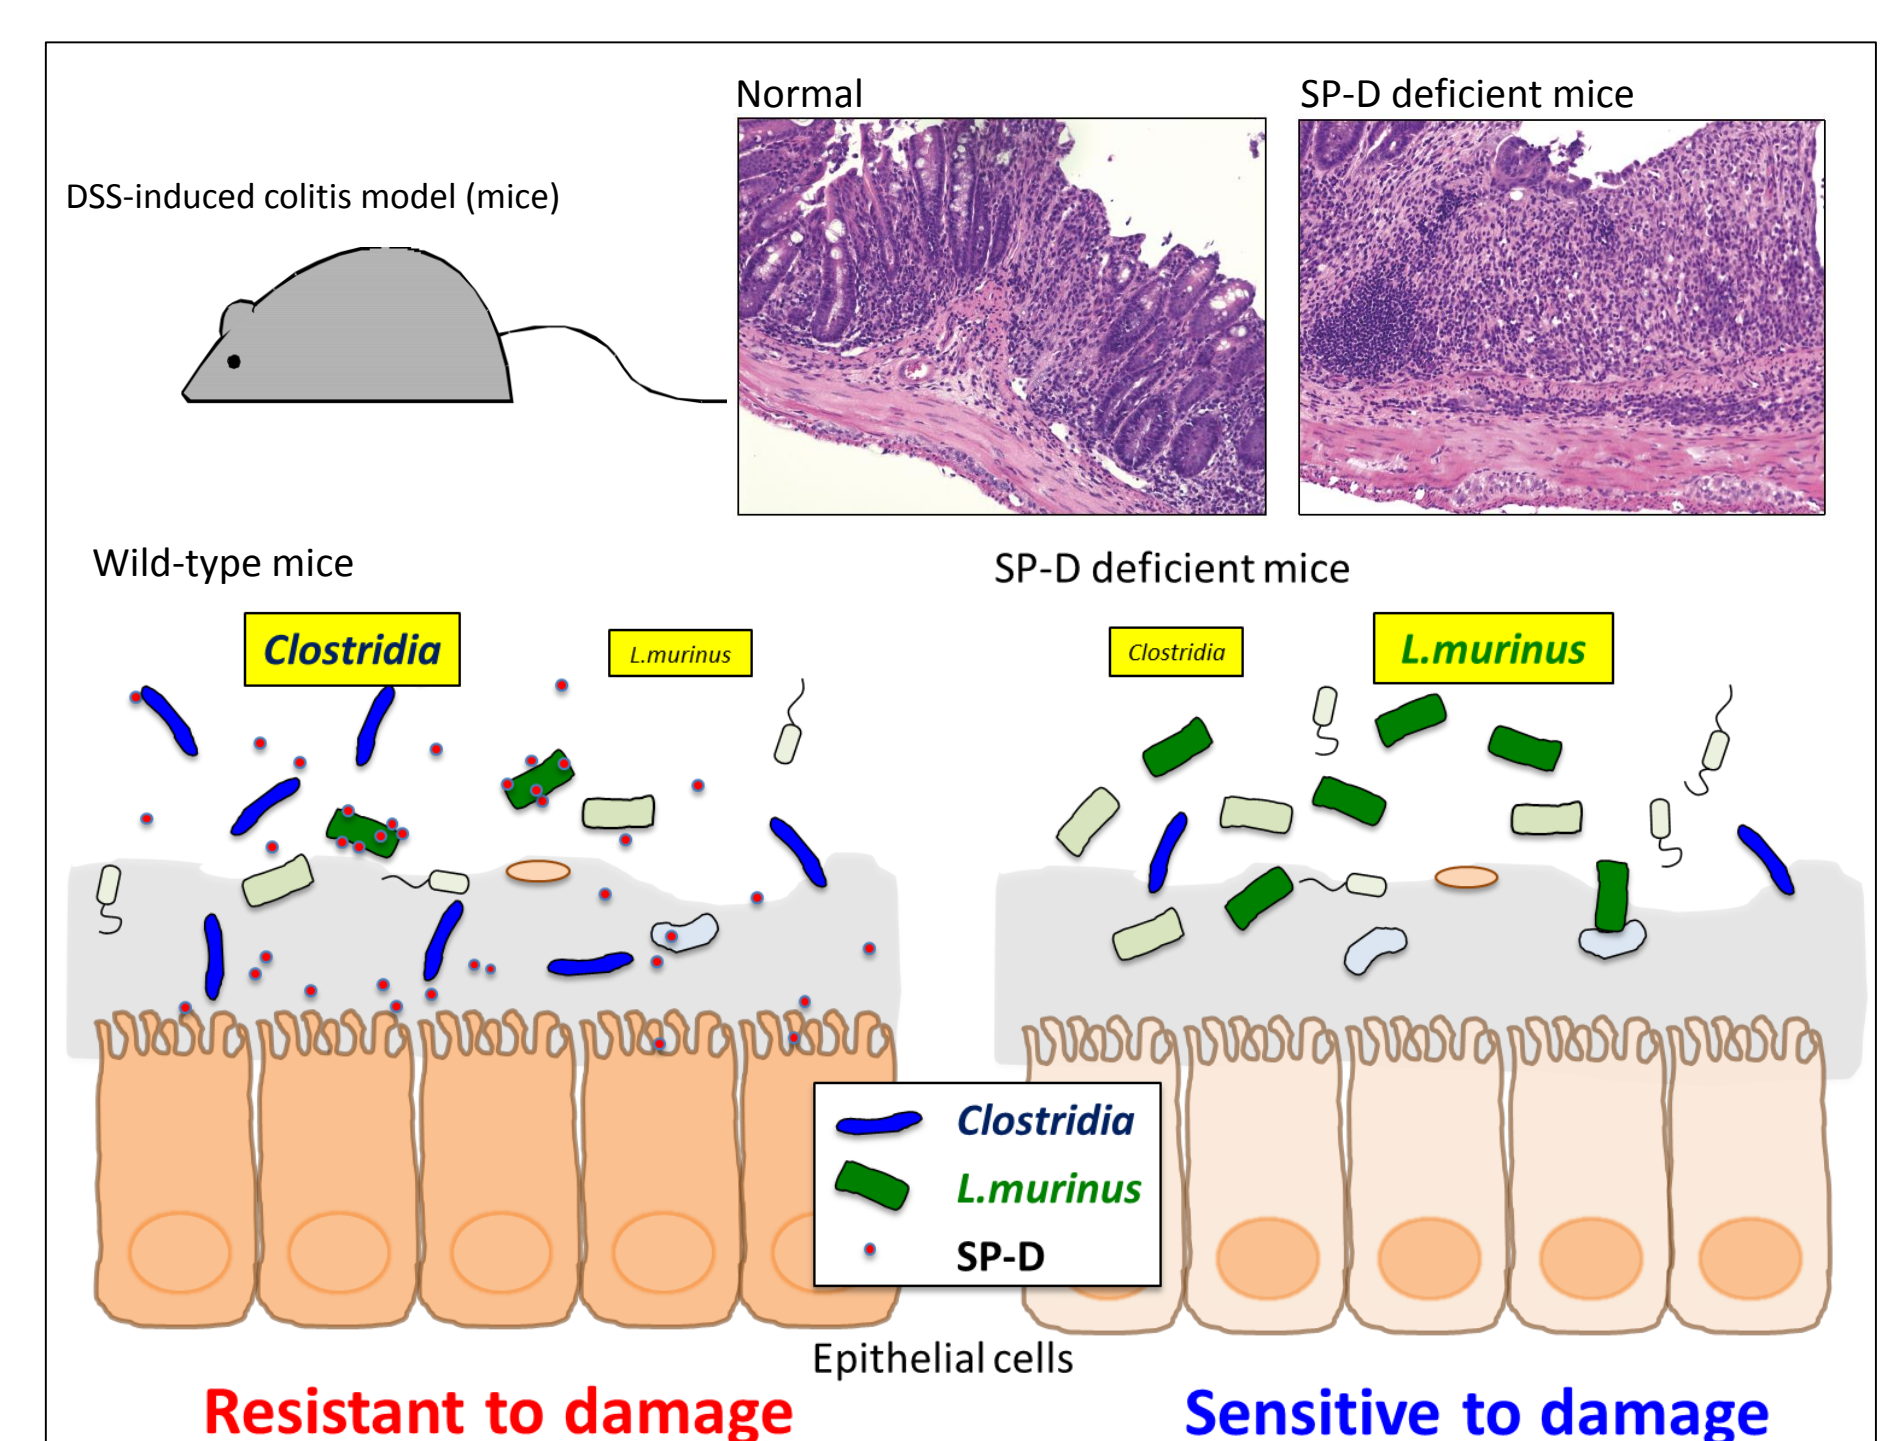 Normal
SP-D deficient mice
DSS-induced colitis model (mice)
Wild-type mice
SP-D deficient mice
Clostridia
L.murinus
Clostridia
L.murinus
Clostridia
L.murinus
SP-D
Epithelial cells
Resistant to damage
Sensitive to damage